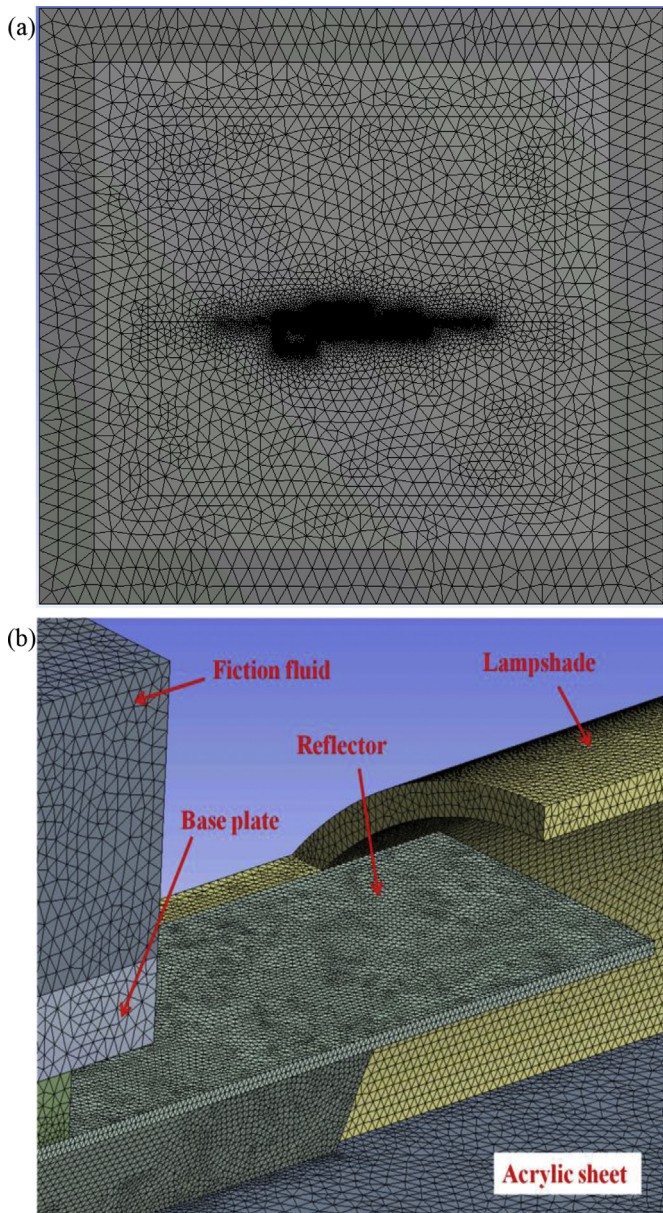 (a)
(b)
Fiction fluid
Lampshade
Reflector
Base plate
Acrylic sheet